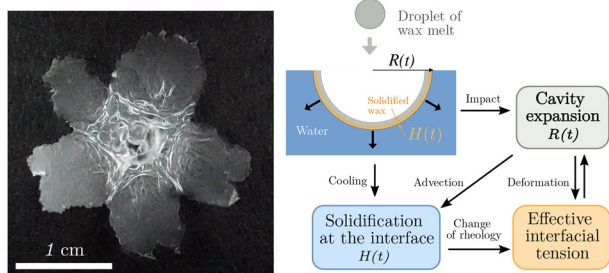 1 cm
Droplet of
wax melt
R(t)
Solidified
wax
Water
H(t)
Impact
Cavity
expansion
R(t)
Cooling
Advection
Deformation
Solidification
at the interface
H(t)
Change
of rheology
Effective
interfacial
tension